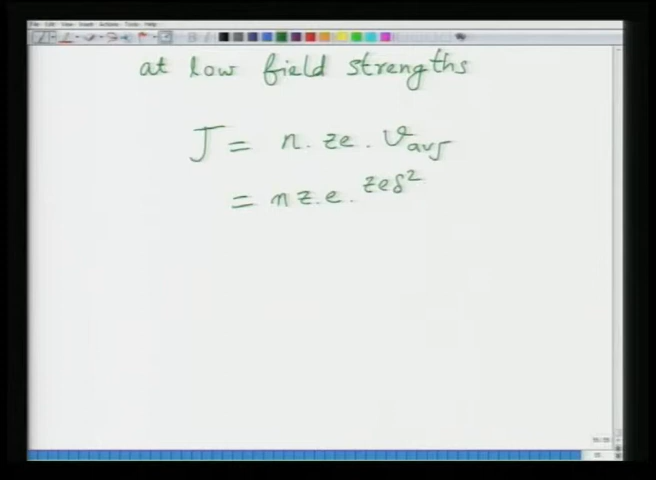 at low field strengths
J = n. ze. v_avg
= n z. e. zeδ²